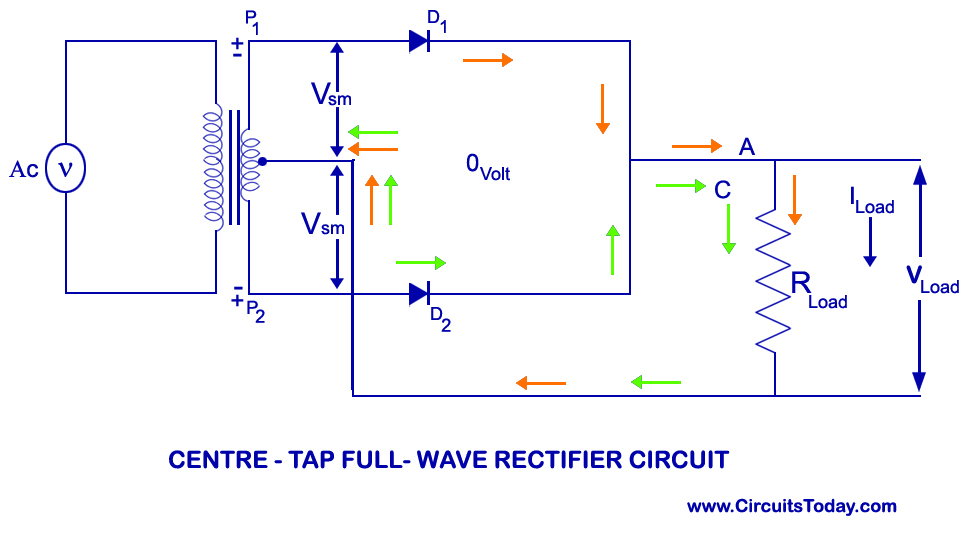 P1
D1
+
-
Vsm
A
Ac
ν
0Volt
C
ILoad
Vsm
RLoad
VLoad
-
+
P2
D2
CENTRE - TAP FULL- WAVE RECTIFIER CIRCUIT
www.CircuitsToday.com